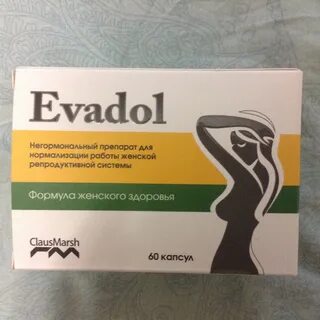 Evadol
Негормональный препарат для
нормализации работы женской
репродуктивной системы
Формула женского здоровья
ClausMarsh
60 капсул